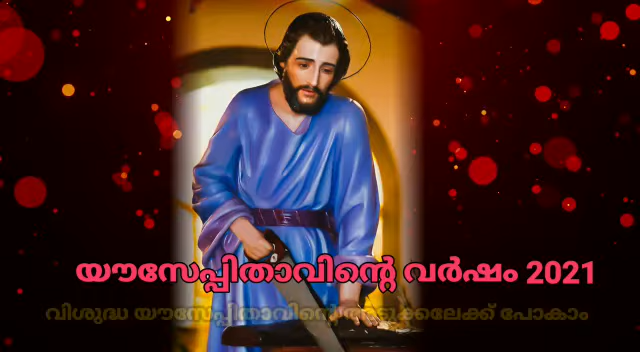 യൗസേപ്പിതാവിന്റെ വർഷം 2021
വിശുദ്ധ യൗസേപ്പിതാവിന്റെ പോകാം